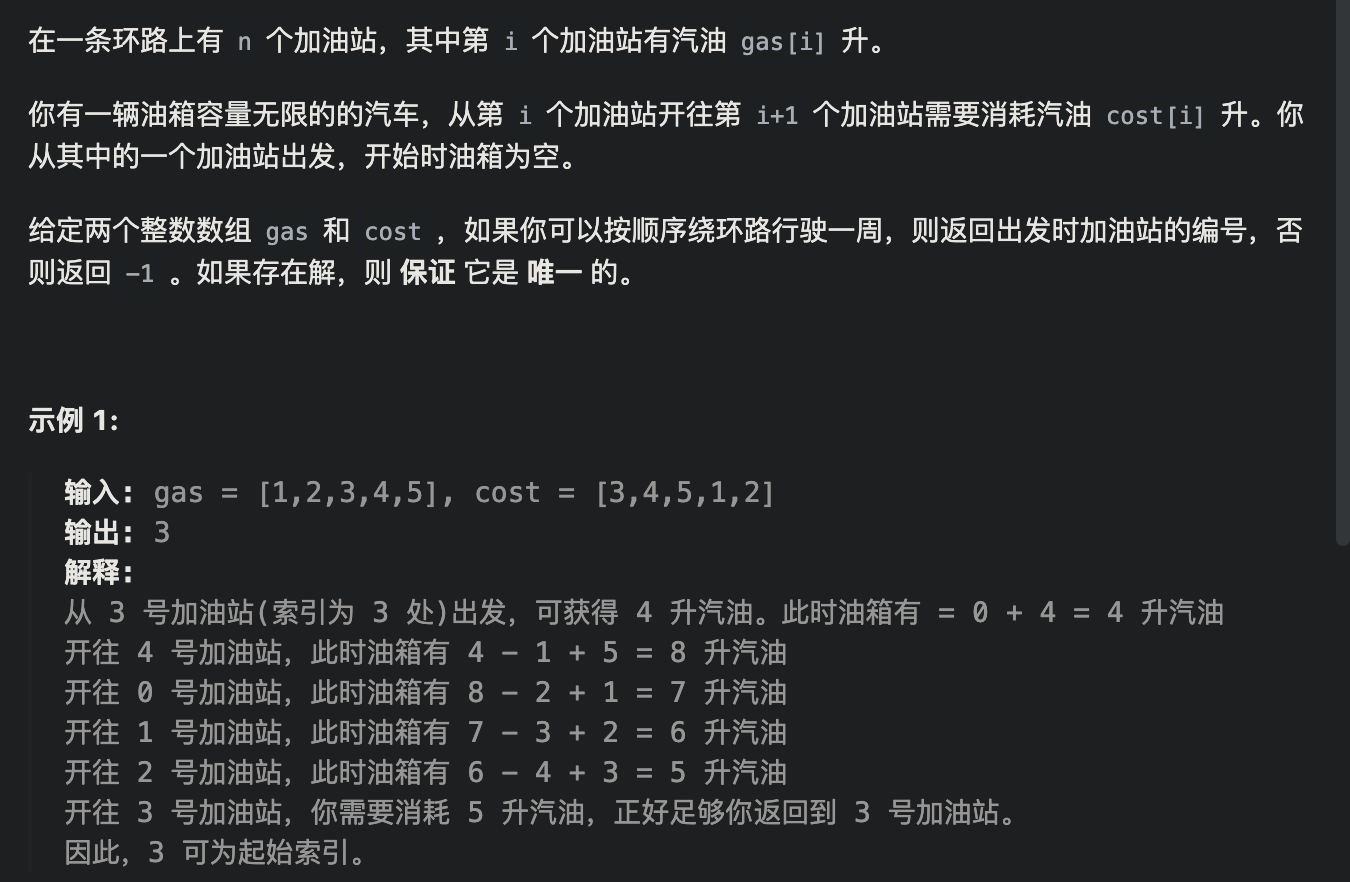 在一条环路上有 n 个加油站，其中第 i 个加油站有汽油 gas[i] 升。
你有一辆油箱容量无限的的汽车，从第 i 个加油站开往第 i+1 个加油站需要消耗汽油 cost[i] 升。你
从其中的一个加油站出发，开始时油箱为空。
给定两个整数数组 gas 和 cost ，如果你可以按顺序绕环路行驶一周，则返回出发时加油站的编号，否
则返回 -1 。如果存在解，则 保证 它是 唯一 的。
示例 1:
输入: gas = [1,2,3,4,5], cost = [3,4,5,1,2]
输出: 3
解释:
从 3 号加油站(索引为 3 处)出发，可获得 4 升汽油。此时油箱有 = 0 + 4 = 4 升汽油
开往 4 号加油站，此时油箱有 4 - 1 + 5 = 8 升汽油
开往 0 号加油站，此时油箱有 8 - 2 + 1 = 7 升汽油
开往 1 号加油站，此时油箱有 7 - 3 + 2 = 6 升汽油
开往 2 号加油站，此时油箱有 6 - 4 + 3 = 5 升汽油
开往 3 号加油站，你需要消耗 5 升汽油，正好足够你返回到 3 号加油站。
因此，3 可为起始索引。